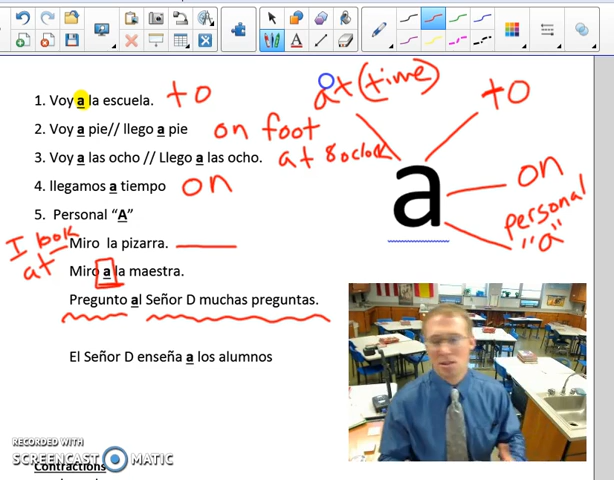 1. Voy a la escuela. to
2. Voy a pie// llego a pie on foot
3. Voy a las ocho // Llego a las ocho. at 8 oclock
4. llegamos a tiempo on
5. Personal “A”
Miro la pizarra.
I look at
Miro a la maestra.
Pregunto al Señor D muchas preguntas.
El Señor D enseña a los alumnos
Contractions
at (time)
to
a
on
personal
"a"
RECORDED WITH
SCREENCAST MATIC